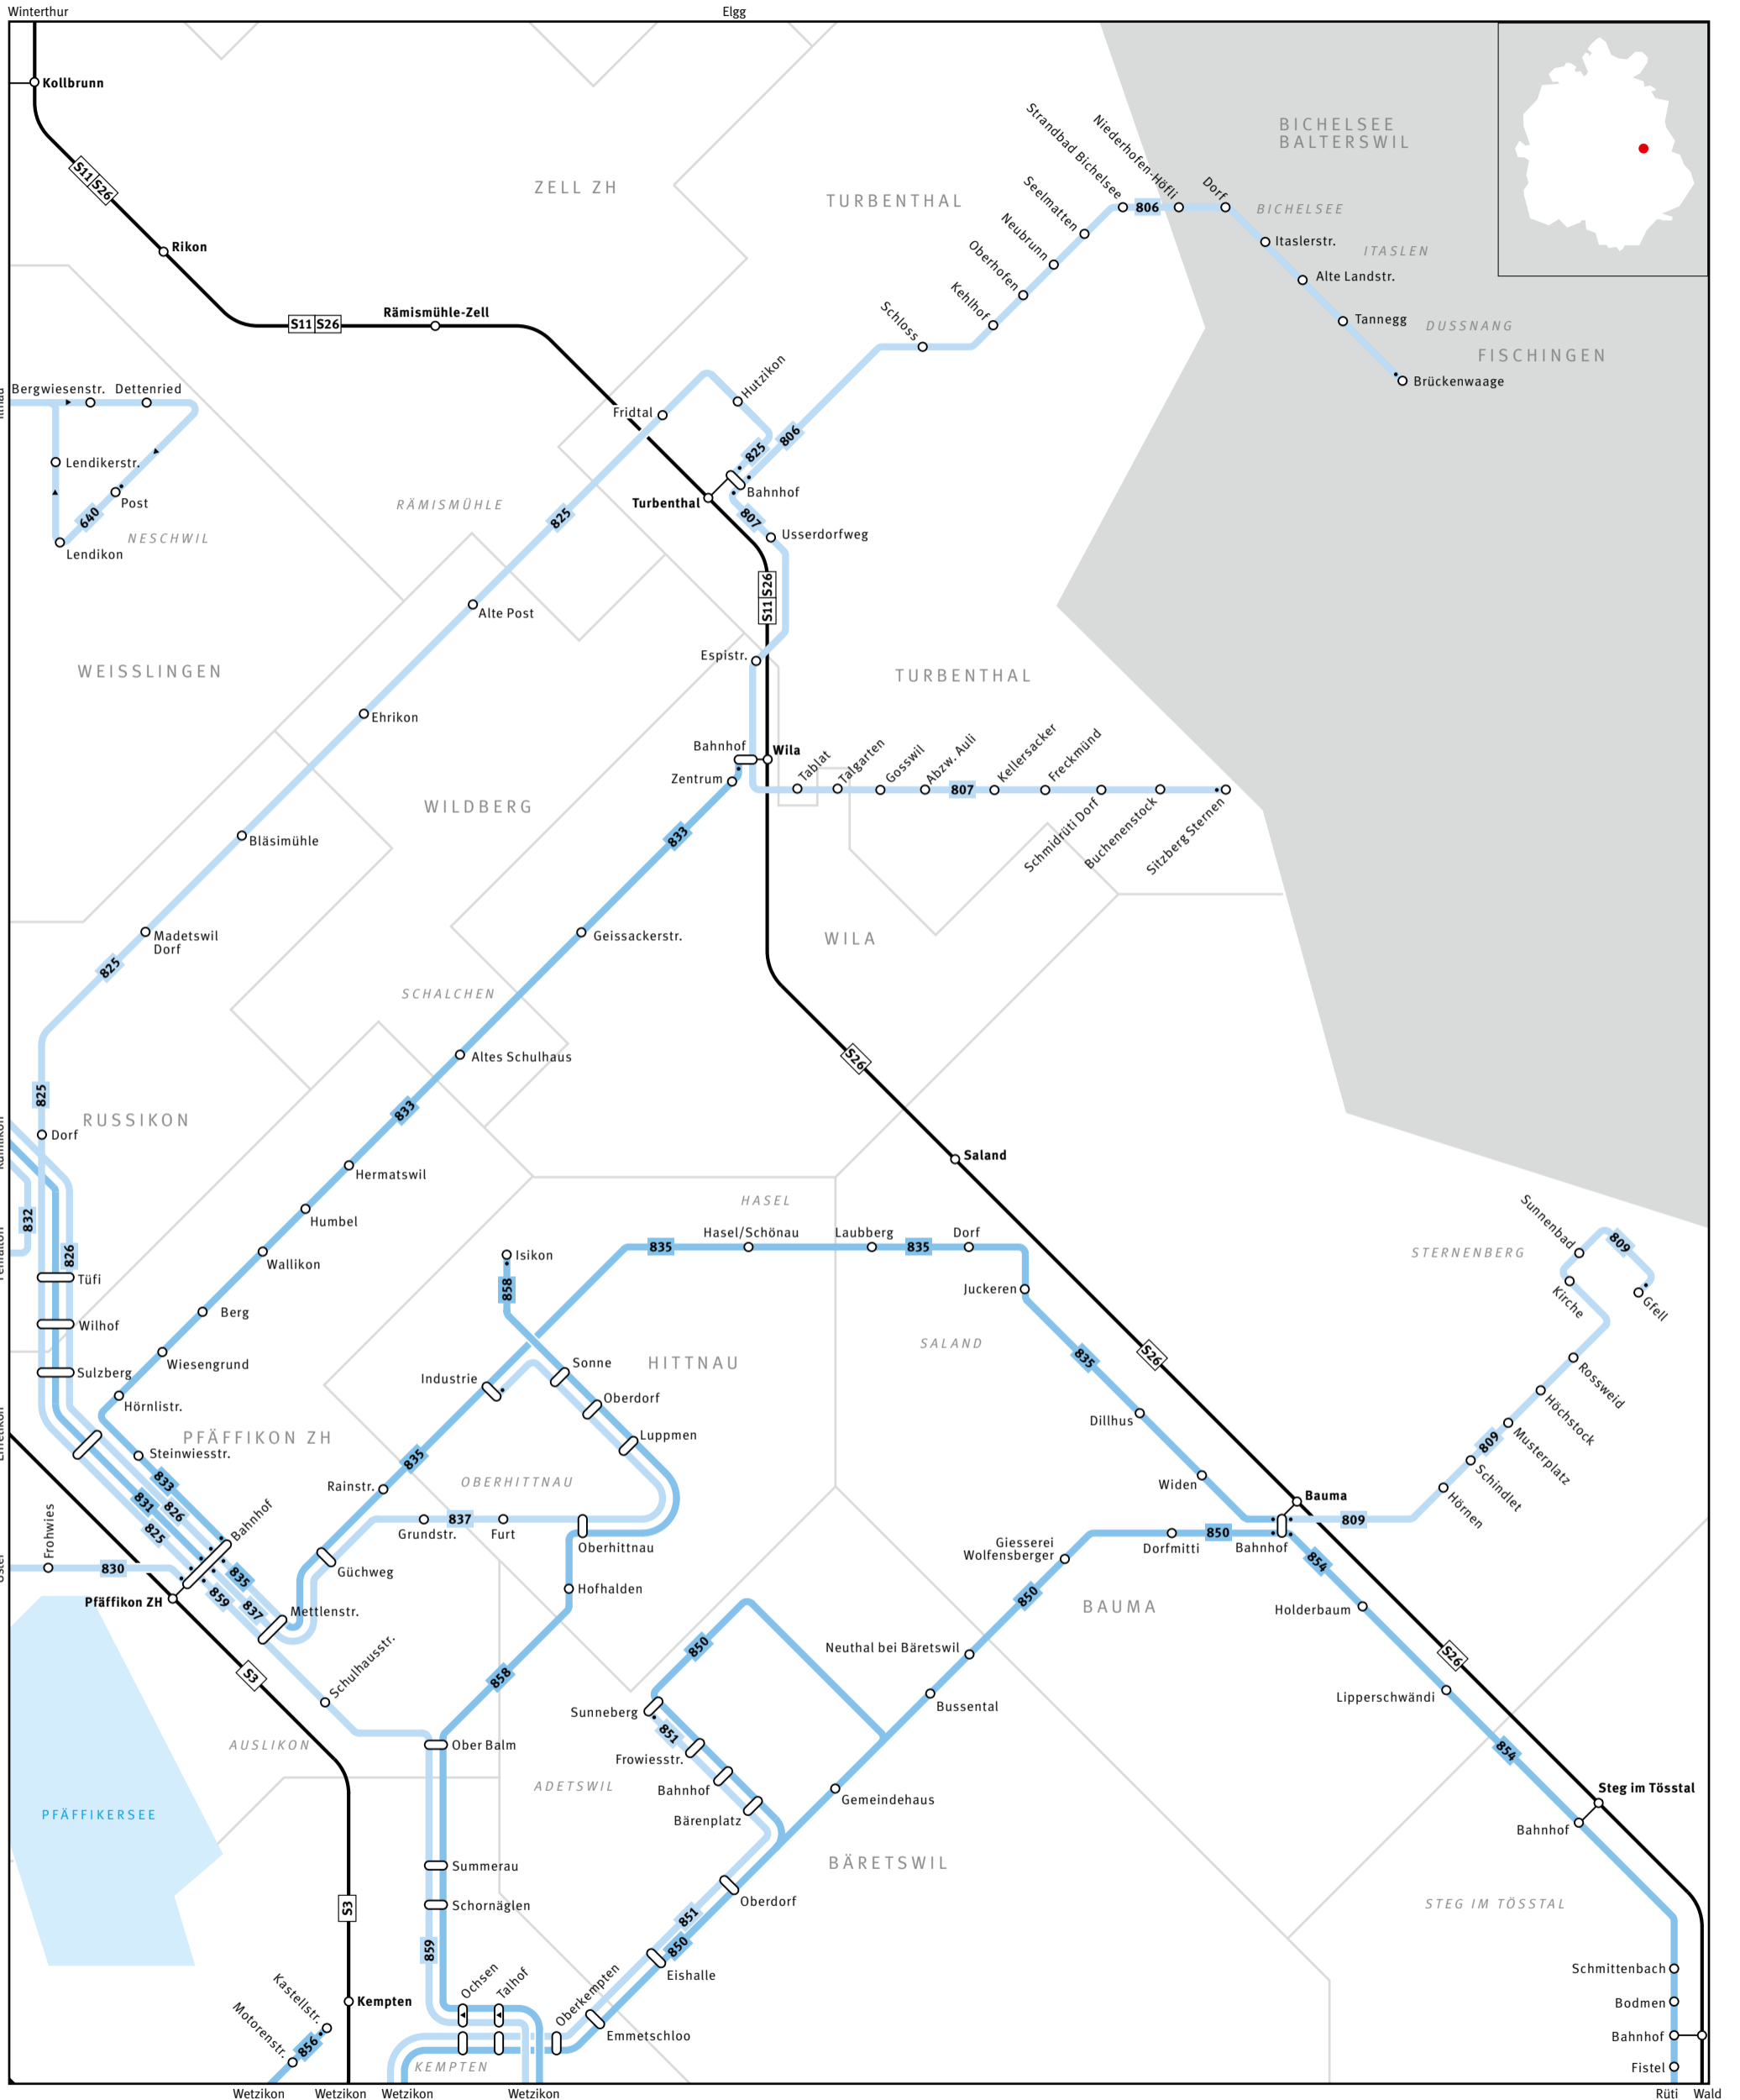 Winterthur
Elgg
Kollbrunn
S11 S26
Rikon
S11 S26
Rämismühle-Zell
ZELL ZH
TURBENTHAL
BICHELSEE
BALTERSWIL
Strandbad Bichelsee
Niederhofen-Höfli
Dorf
806
BICHELSEE
Seelmatten
Neubrunn
Oberhofen
Kehlhof
Schloss
Itaslerstr.
ITASLEN
Alte Landstr.
Tannegg
DUSSNANG
FISCHINGEN
Brückenwaage
Bergwiesenstr.
Dettenried
Lendikerstr.
Post
640
NESCHWIL
Lendikon
Fridtal
Hutzikon
825
806
Bahnhof
Turbenthal
807
Usserdorfweg
RÄMISMÜHLE
825
S11 S26
Alte Post
WEISSLINGEN
Espistr.
TURBENTHAL
Ehrikon
Bahnhof
Wila
Zentrum
Tablat
Talgarten
Gosswil
Abzw. Auli
807
Kellersacker
Freckmünd
Schmidrüti Dorf
Buchenenstock
Sitzberg Sternen
WILDBERG
833
Bläsimühle
Madetswil
Dorf
825
Geissackerstr.
WILA
SCHALCHEN
Altes Schulhaus
S26
825
833
RUSSIKON
Dorf
Hermatswil
Saland
Humbel
832
826
Wallikon
HASEL
835
Hasel/Schönau
Laubberg
835
Dorf
Isikon
858
Juckeren
Tüfi
Wilhof
Berg
Sulzberg
Wiesengrund
Hörnlistr.
Sunnenbad
809
STERNENBERG
Kirche
Gfell
S26
SALAND
835
Industrie
Sonne
HITTNAU
Oberdorf
Luppmen
Rossweid
Höchstock
Musterplatz
809
Schindlet
Hörnen
Dillhus
Widen
Bauma
PFÄFFIKON ZH
Steinwiesstr.
833
826
831
825
835
Rainstr.
OBERHITTNAU
837
Grundstr.
Furt
Oberhittnau
Frohwies
830
Bahnhof
Güchweg
835
837
859
Mettlenstr.
Pfäffikon ZH
Hofhalden
Giesserei
Wolfensberger
Dorfmitti
850
Bahnhof
809
854
850
BAUMA
Holderbaum
S26
Schulhausstr.
S3
858
850
Neuthal bei Bäretswil
Lipperschwändi
Bussental
Sunneberg
851
Frowiesstr.
AUSLIKON
Ober Balm
854
ADETSWIL
Bahnhof
Bärenplatz
Gemeindehaus
Steg im Tösstal
Bahnhof
PFÄFFIKERSEE
BÄRETSWIL
Summerau
Schornäglen
Oberdorf
STEG IM TÖSSTAL
S3
859
851
850
Eishalle
Schmittenbach
Kastellstr.
Motorenstr.
856
Kempten
Ochsen
Talhof
Oberkempten
Emmetschloo
Bodmen
Bahnhof
KEMPTEN
Fistel
Wetzikon
Wetzikon
Wetzikon
Wetzikon
Rüti
Wald